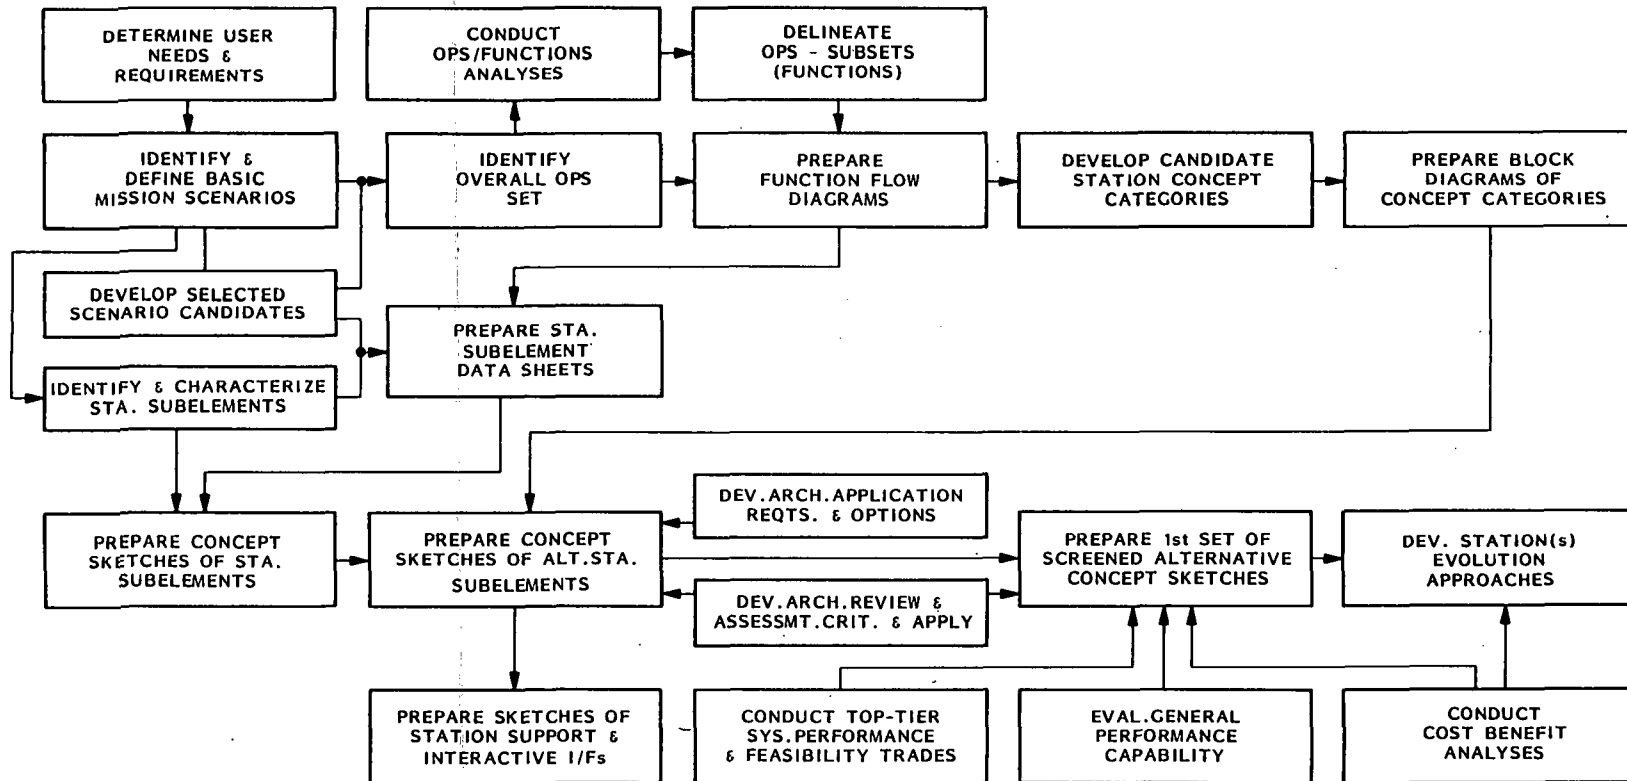 DETERMINE USER
NEEDS &
REQUIREMENTS
CONDUCT
OPS/FUNCTIONS
ANALYSES
DELINEATE
OPS - SUBSETS
(FUNCTIONS)
IDENTIFY &
DEFINE BASIC
MISSION SCENARIOS
IDENTIFY
OVERALL OPS
SET
PREPARE
FUNCTION FLOW
DIAGRAMS
DEVELOP CANDIDATE
STATION CONCEPT
CATEGORIES
PREPARE BLOCK
DIAGRAMS OF
CONCEPT CATEGORIES
DEVELOP SELECTED
SCENARIO CANDIDATES
PREPARE STA.
SUBELEMENT
DATA SHEETS
IDENTIFY & CHARACTERIZE
STA. SUBELEMENTS
PREPARE CONCEPT
SKETCHES OF STA.
SUBELEMENTS
PREPARE CONCEPT
SKETCHES OF ALT.STA.
SUBELEMENTS
DEV.ARCH.APPLICATION
REQTS. & OPTIONS
DEV.ARCH.REVIEW &
ASSESSMT.CRIT. & APPLY
PREPARE 1st SET OF
SCREENED ALTERNATIVE
CONCEPT SKETCHES
DEV. STATION(s)
EVOLUTION
APPROACHES
PREPARE SKETCHES OF
STATION SUPPORT &
INTERACTIVE I/Fs
CONDUCT TOP-TIER
SYS.PERFORMANCE
& FEASIBILITY TRADES
EVAL.GENERAL
PERFORMANCE
CAPABILITY
CONDUCT
COST BENEFIT
ANALYSES